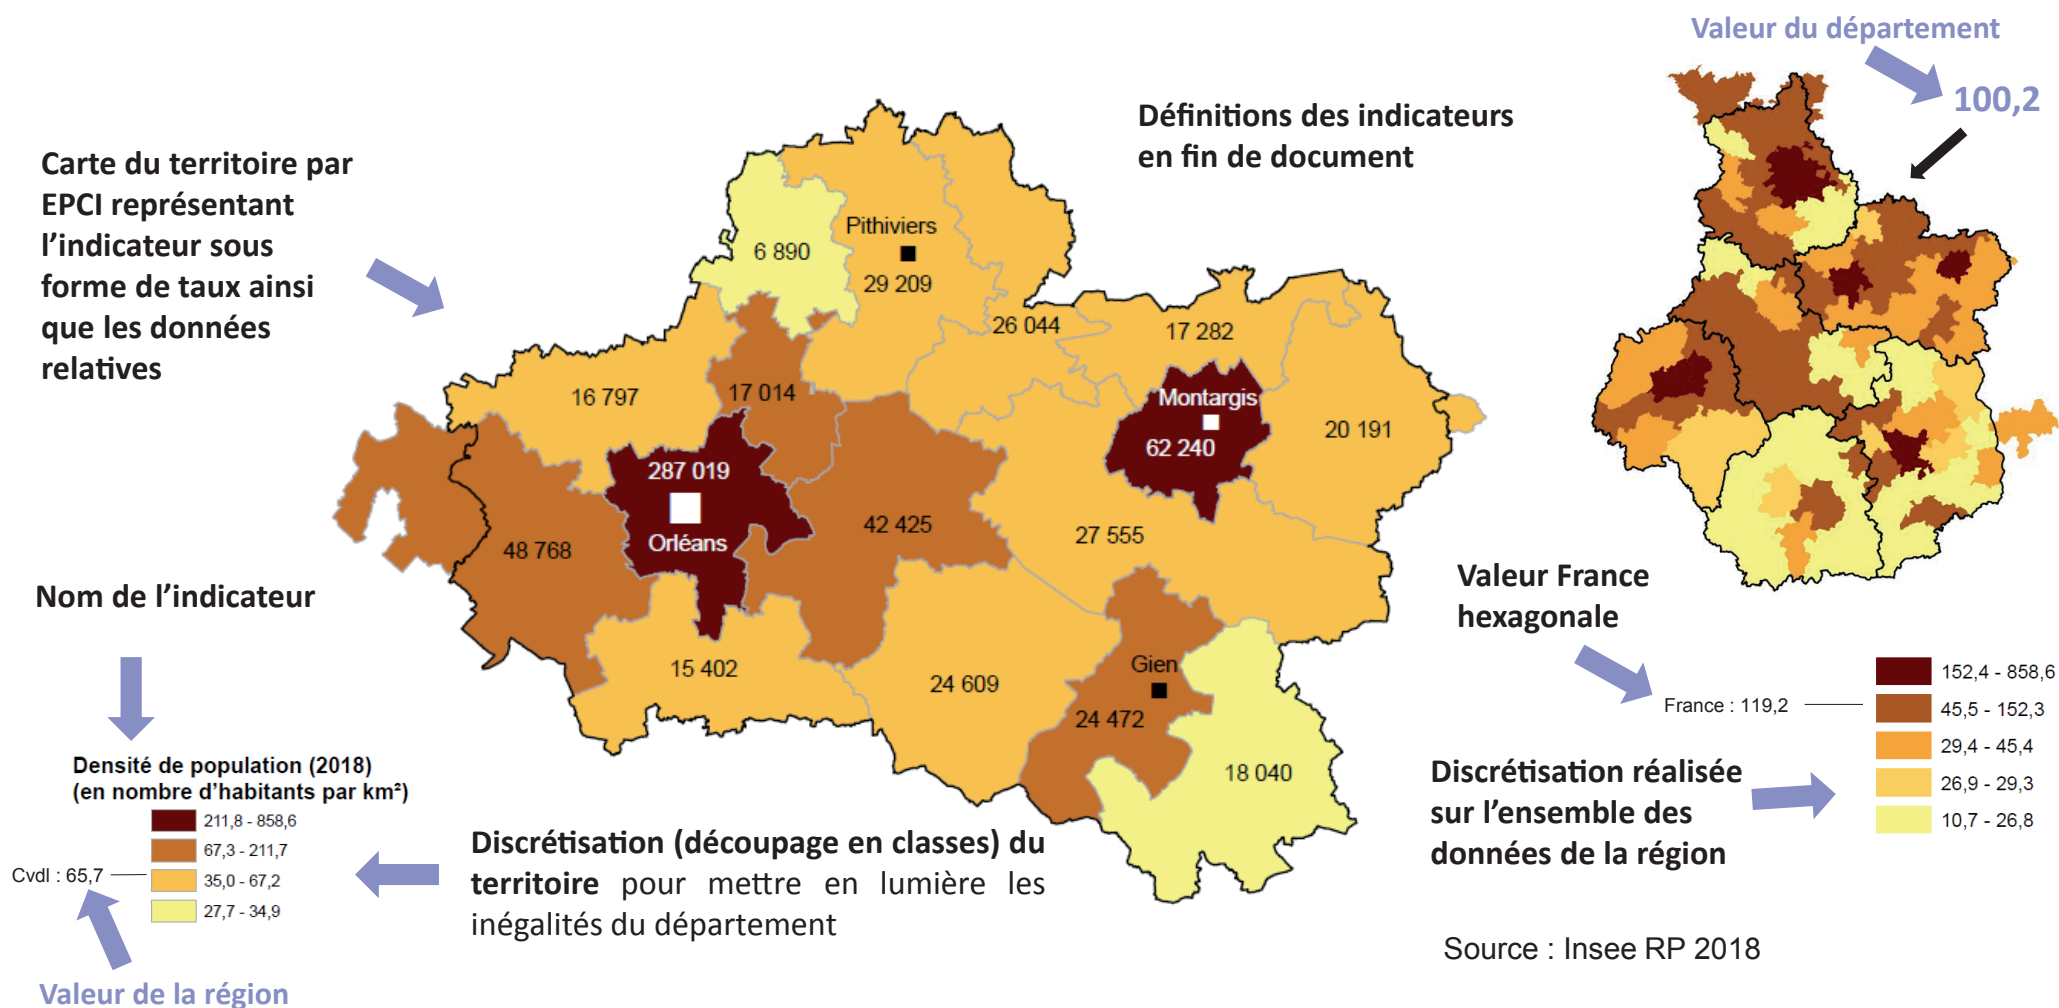 Valeur du département
100,2
Définitions des indicateurs
en fin de document
Carte du territoire par
EPCI représentant
l’indicateur sous
forme de taux ainsi
que les données
relatives
Pithiviers
6 890
29 209
26 044
17 282
16 797
17 014
Montargis
62 240
20 191
287 019
Orléans
42 425
48 768
27 555
15 402
24 609
Gien
24 472
18 040
Nom de l’indicateur
Densité de population (2018)
(en nombre d’habitants par km²)
211,8 - 858,6
67,3 - 211,7
Cvdl : 65,7
35,0 - 67,2
27,7 - 34,9
Valeur de la région
Discrétisation (découpage en classes) du
territoire pour mettre en lumière les
inégalités du département
Valeur France
hexagonale
France : 119,2
152,4 - 858,6
45,5 - 152,3
29,4 - 45,4
26,9 - 29,3
10,7 - 26,8
Discrétisation réalisée
sur l’ensemble des
données de la région
Source : Insee RP 2018